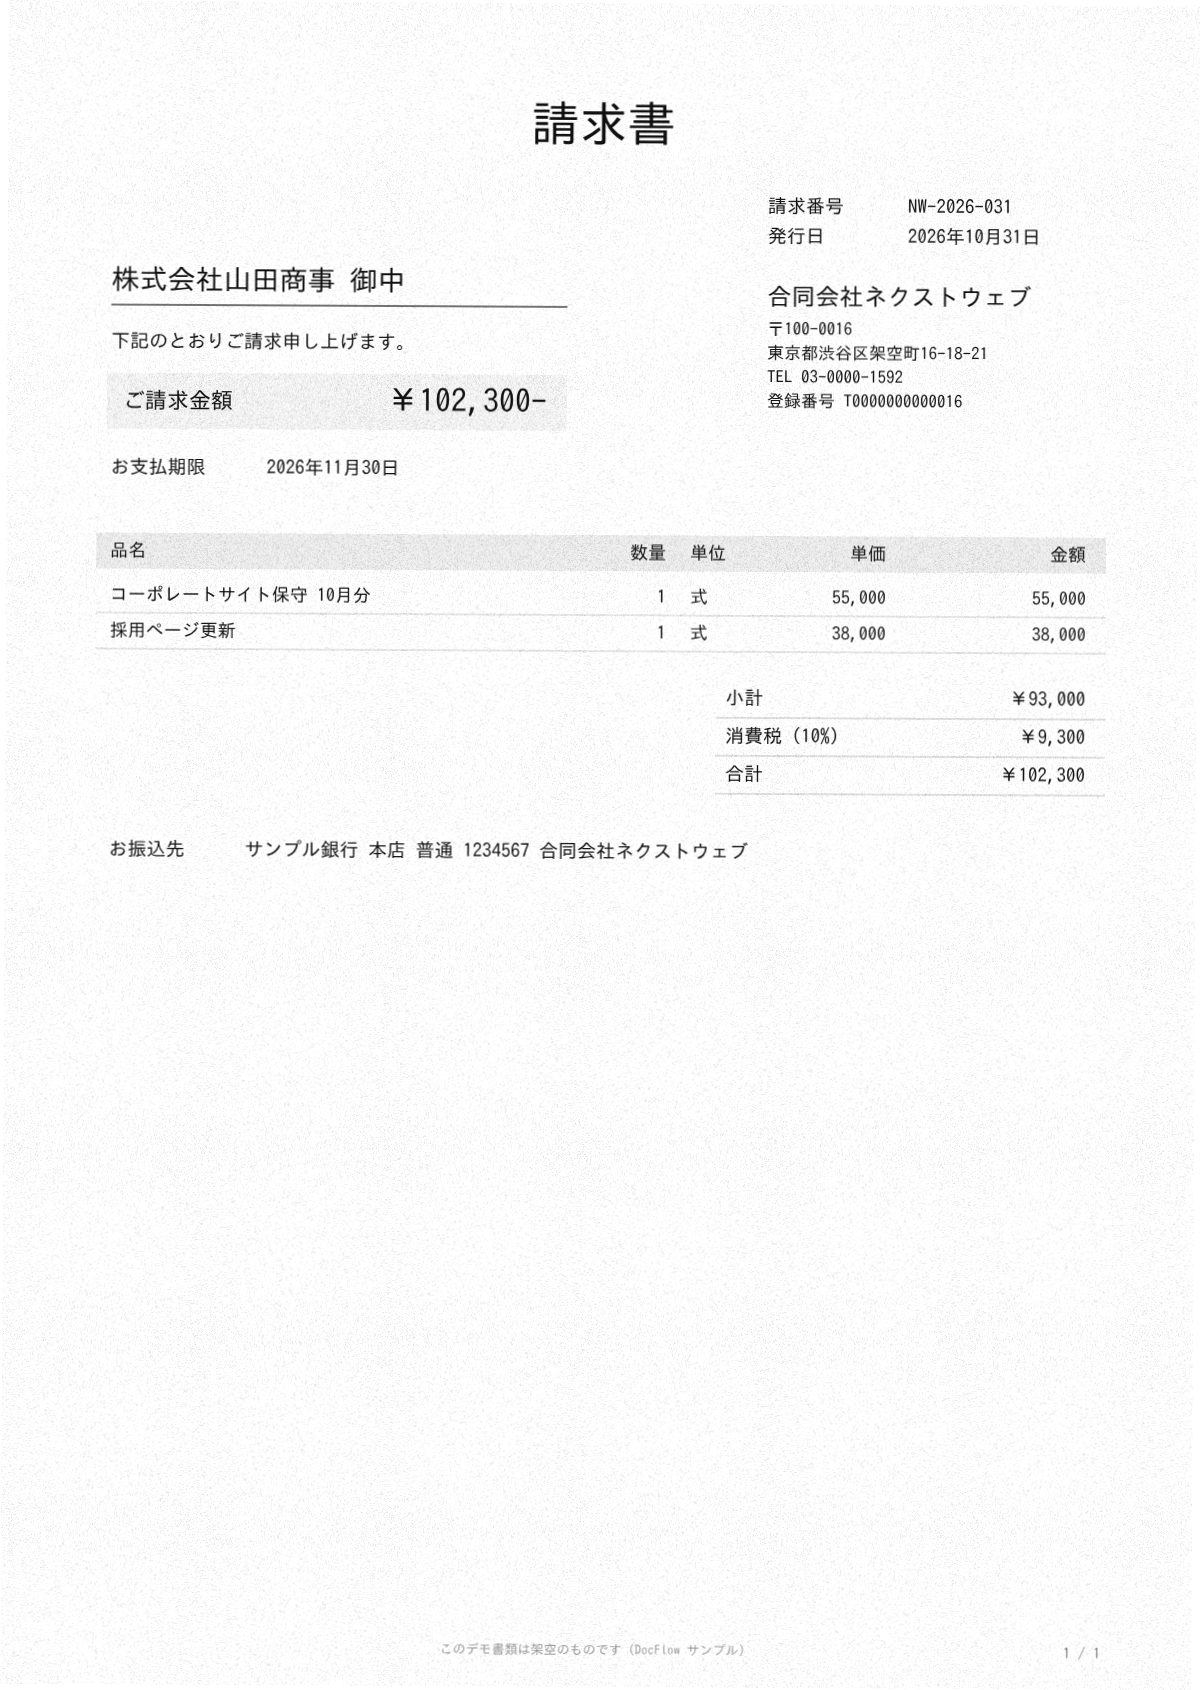 請求書
請求番号 NW-2026-031
発行日 2026年10月31日
株式会社山田商事 御中
下記のとおりご請求申し上げます。
ご請求金額 ¥102,300-
お支払期限 2026年11月30日
合同会社ネクストウェブ
〒100-0016
東京都渋谷区架空町16-18-21
TEL 03-0000-1592
登録番号 T0000000000016
品名 数量 単位 単価 金額
コーポレートサイト保守 10月分 1 式 55,000 55,000
採用ページ更新 1 式 38,000 38,000
小計 ¥93,000
消費税 (10%) ¥9,300
合計 ¥102,300
お振込先 サンプル銀行 本店 普通 1234567 合同会社ネクストウェブ
このデモ書類は架空のものです (DocFlow サンプル)
1 / 1